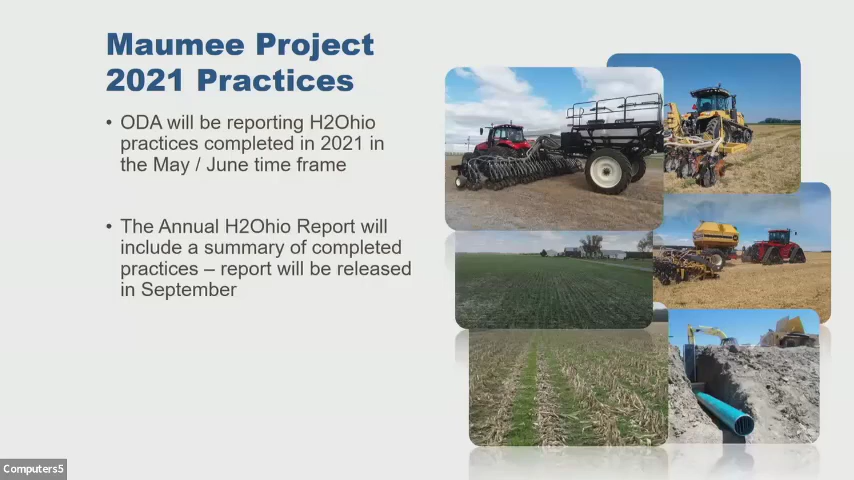 Maumee Project
2021 Practices
• ODA will be reporting H2Ohio
practices completed in 2021 in
the May / June time frame
• The Annual H2Ohio Report will
include a summary of completed
practices – report will be released
in September
Computers5